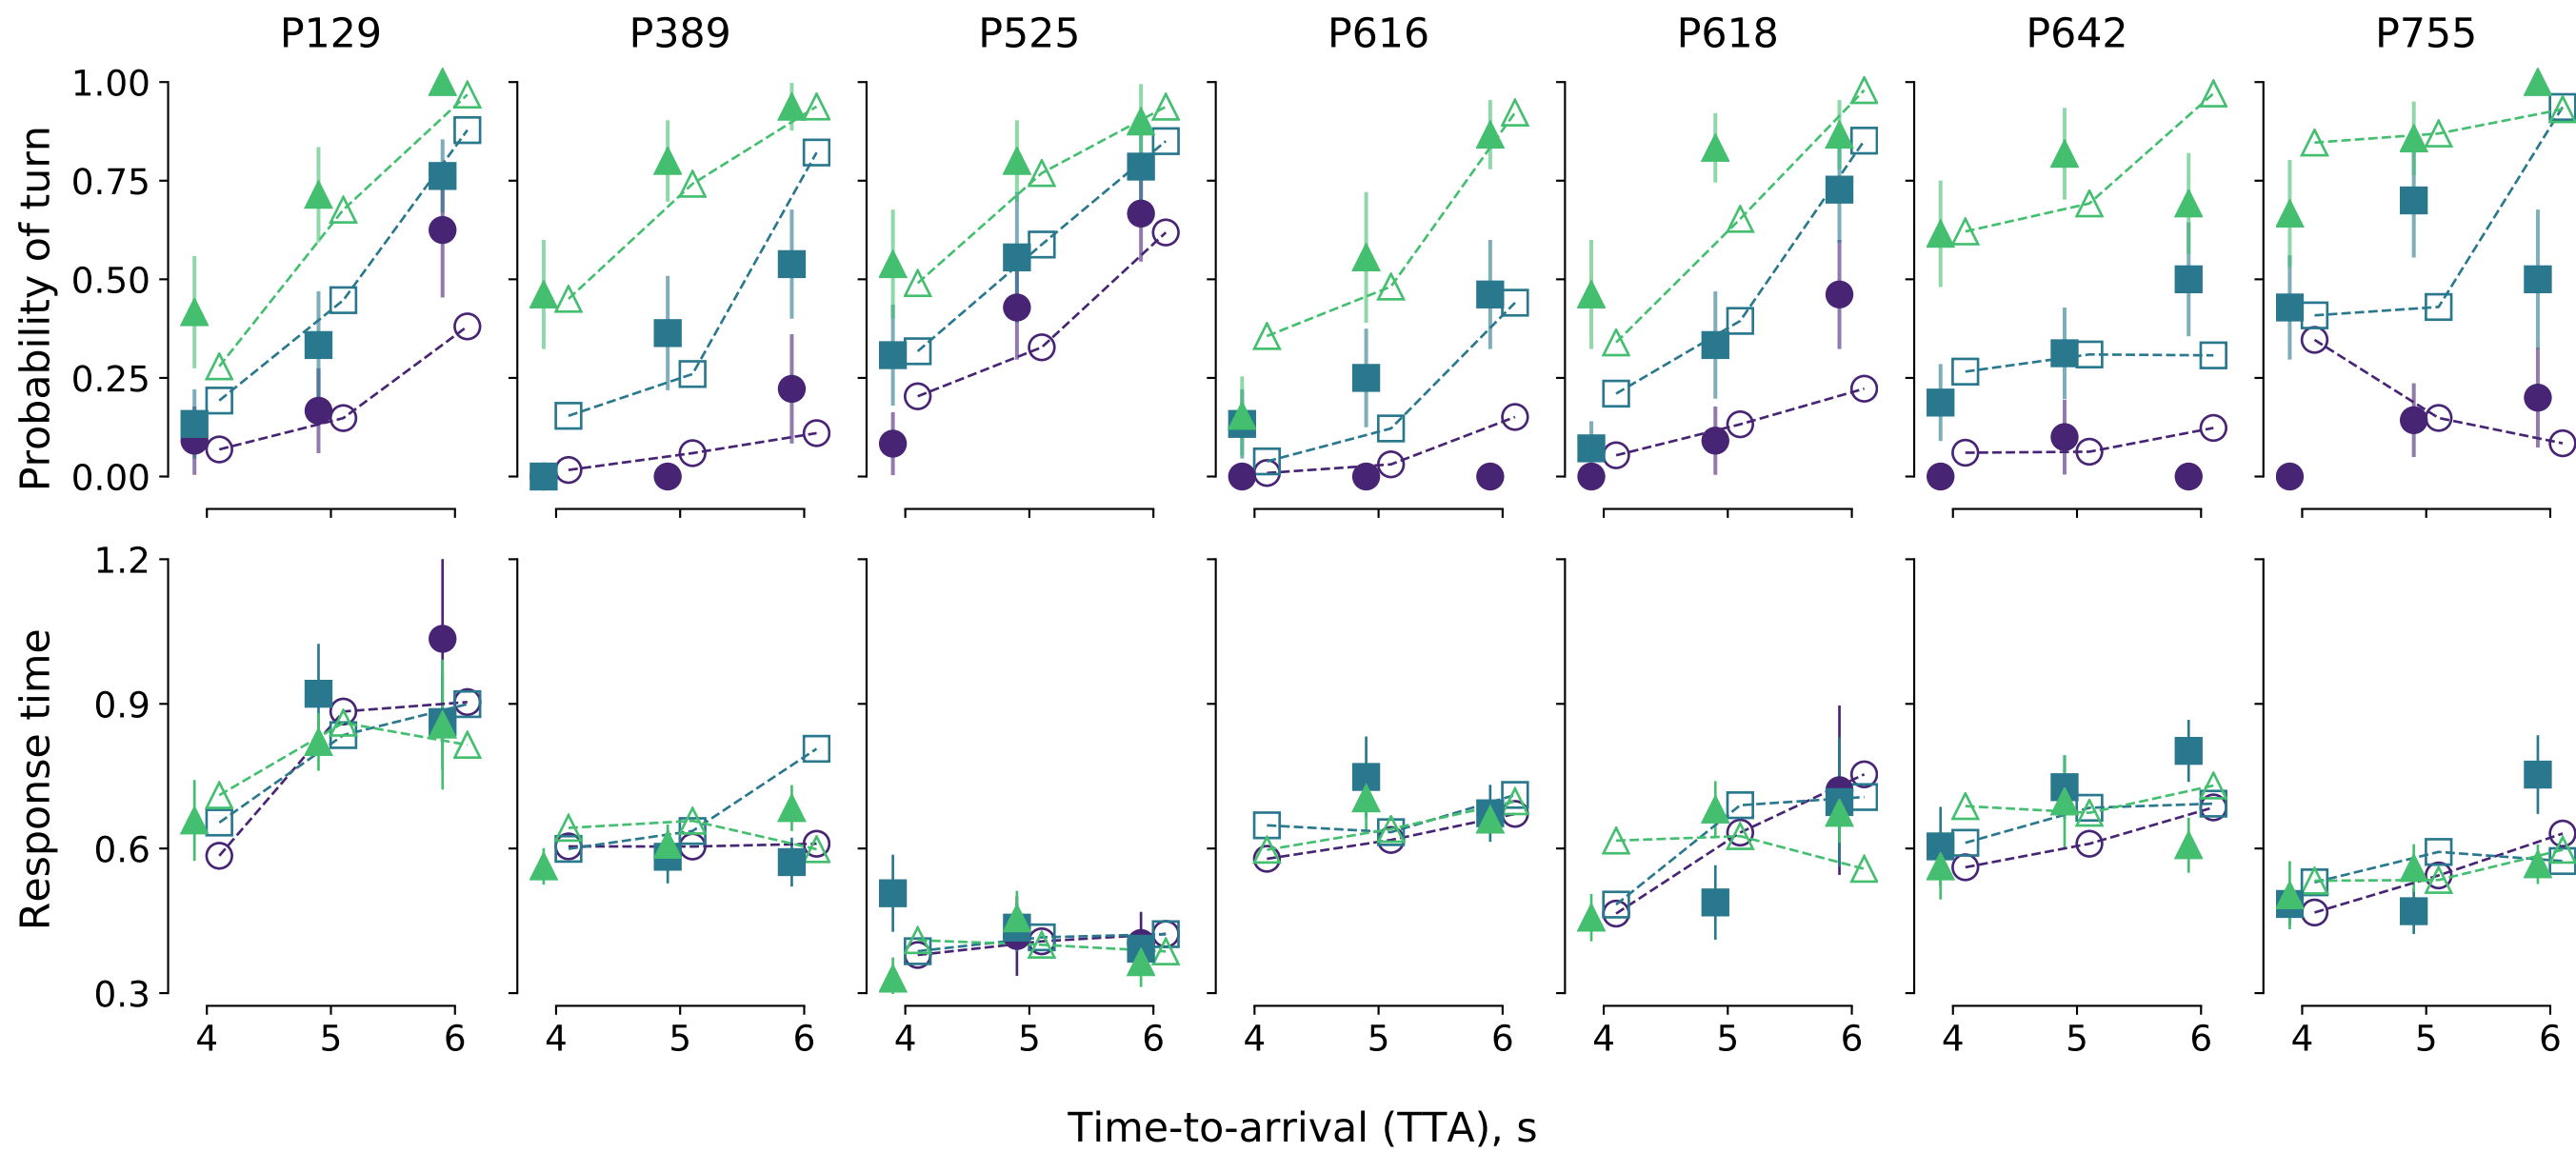 P129 P389 P525 P616 P618 P642 P755
Probability of turn
1.00
0.75
0.50
0.25
0.00
Response time
1.2
0.9
0.6
0.3
4 5 6 4 5 6 4 5 6 4 5 6 4 5 6 4 5 6 4 5 6
Time-to-arrival (TTA), s